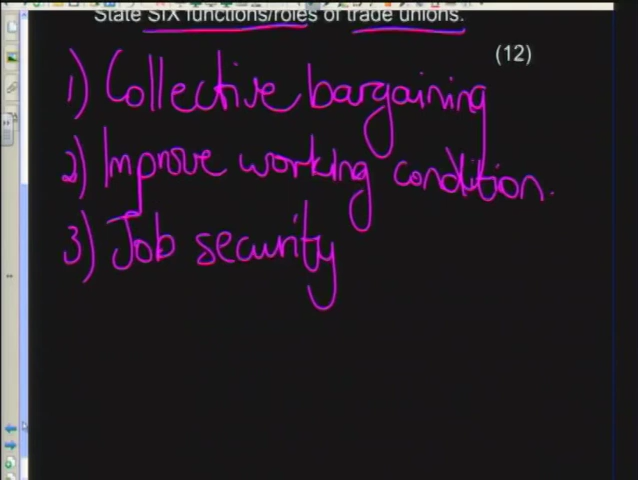 State SIX functions/roles of trade unions.
(12)
1) Collective bargaining
2) Improve working condition.
3) Job security